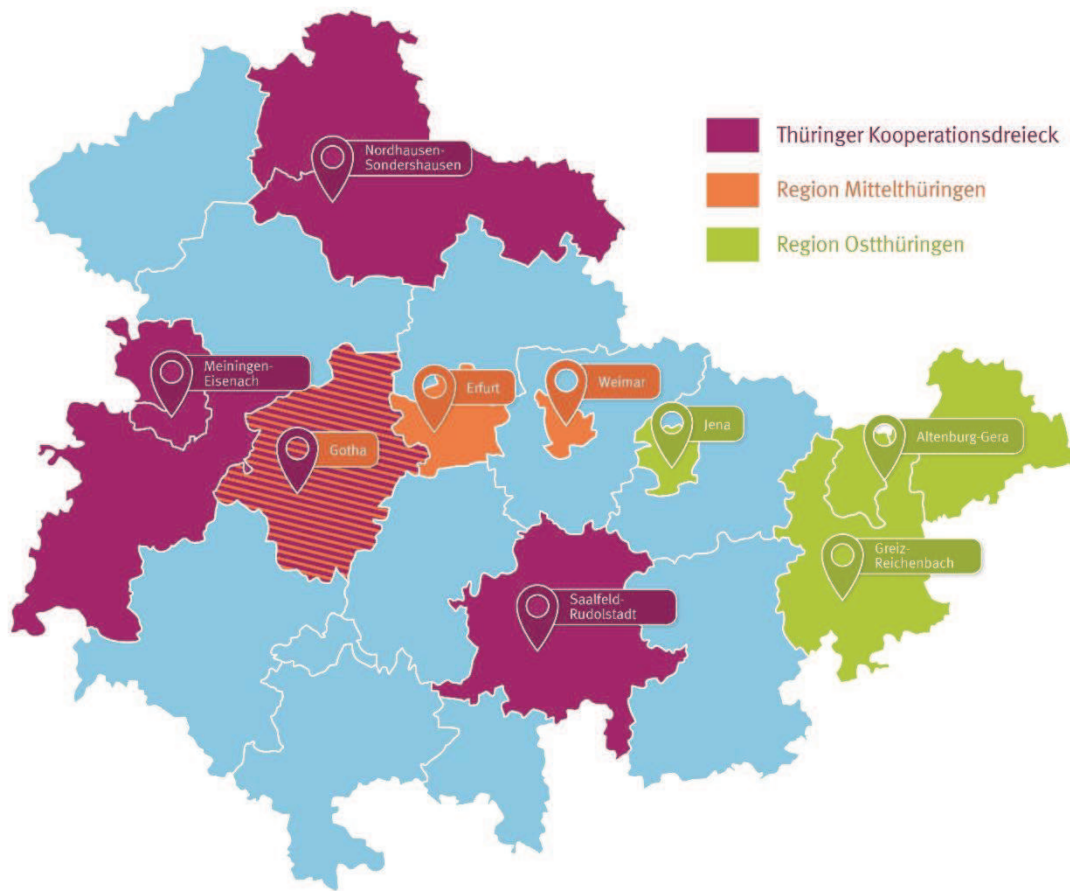 Nordhausen-
Sondershausen
Thüringer Kooperationsdreieck
Region Mittelthüringen
Region Ostthüringen
Meiningen-
Eisenach
Erfurt
Weimar
Jena
Altenburg-Gera
Gotha
Greiz-
Reichenbach
Saalfeld-
Rudolstadt